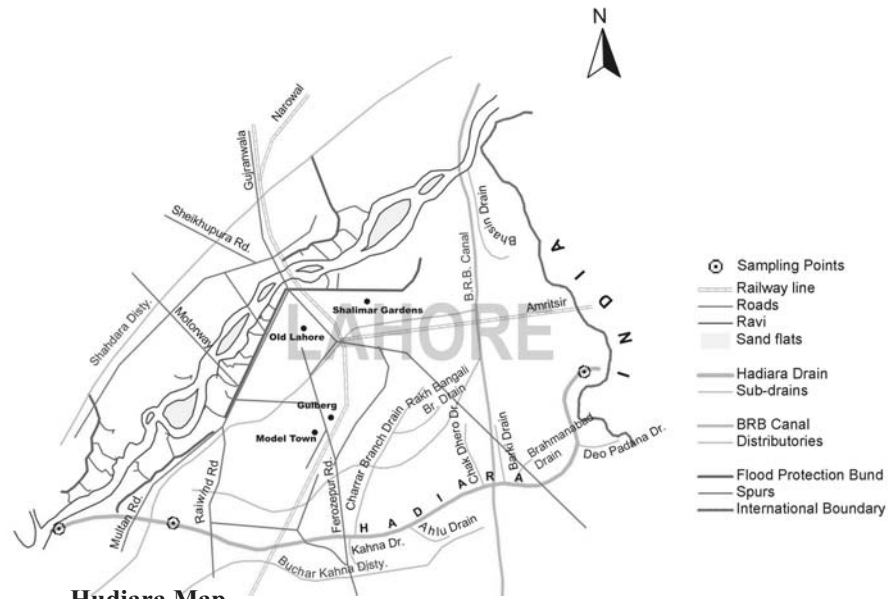 N
Narowal
Gujranwala
Sheikhupura Rd.
Shahdara Disty.
Motorway
B.R.B. Canal
Bhasin Drain
INDIA
Shalimar Gardens
Old Lahore
LAHORE
Amritsir
Gulberg
Model Town
Rakh Bangali
Br. Drain
Charrar Branch Drain
Chak Dhero Dr.
Barki Drain
Brahmanabad
Drain
Deo Padana Dr.
Multan Rd.
Raiwind Rd
Ferozepur Rd.
HADIARA
Ahlu Drain
Kahna Dr.
Buchar Kahna Disty.
Hudiara Map
Sampling Points
Railway line
Roads
Ravi
Sand flats
Hadiara Drain
Sub-drains
BRB Canal
Distributories
Flood Protection Bund
Spurs
International Boundary